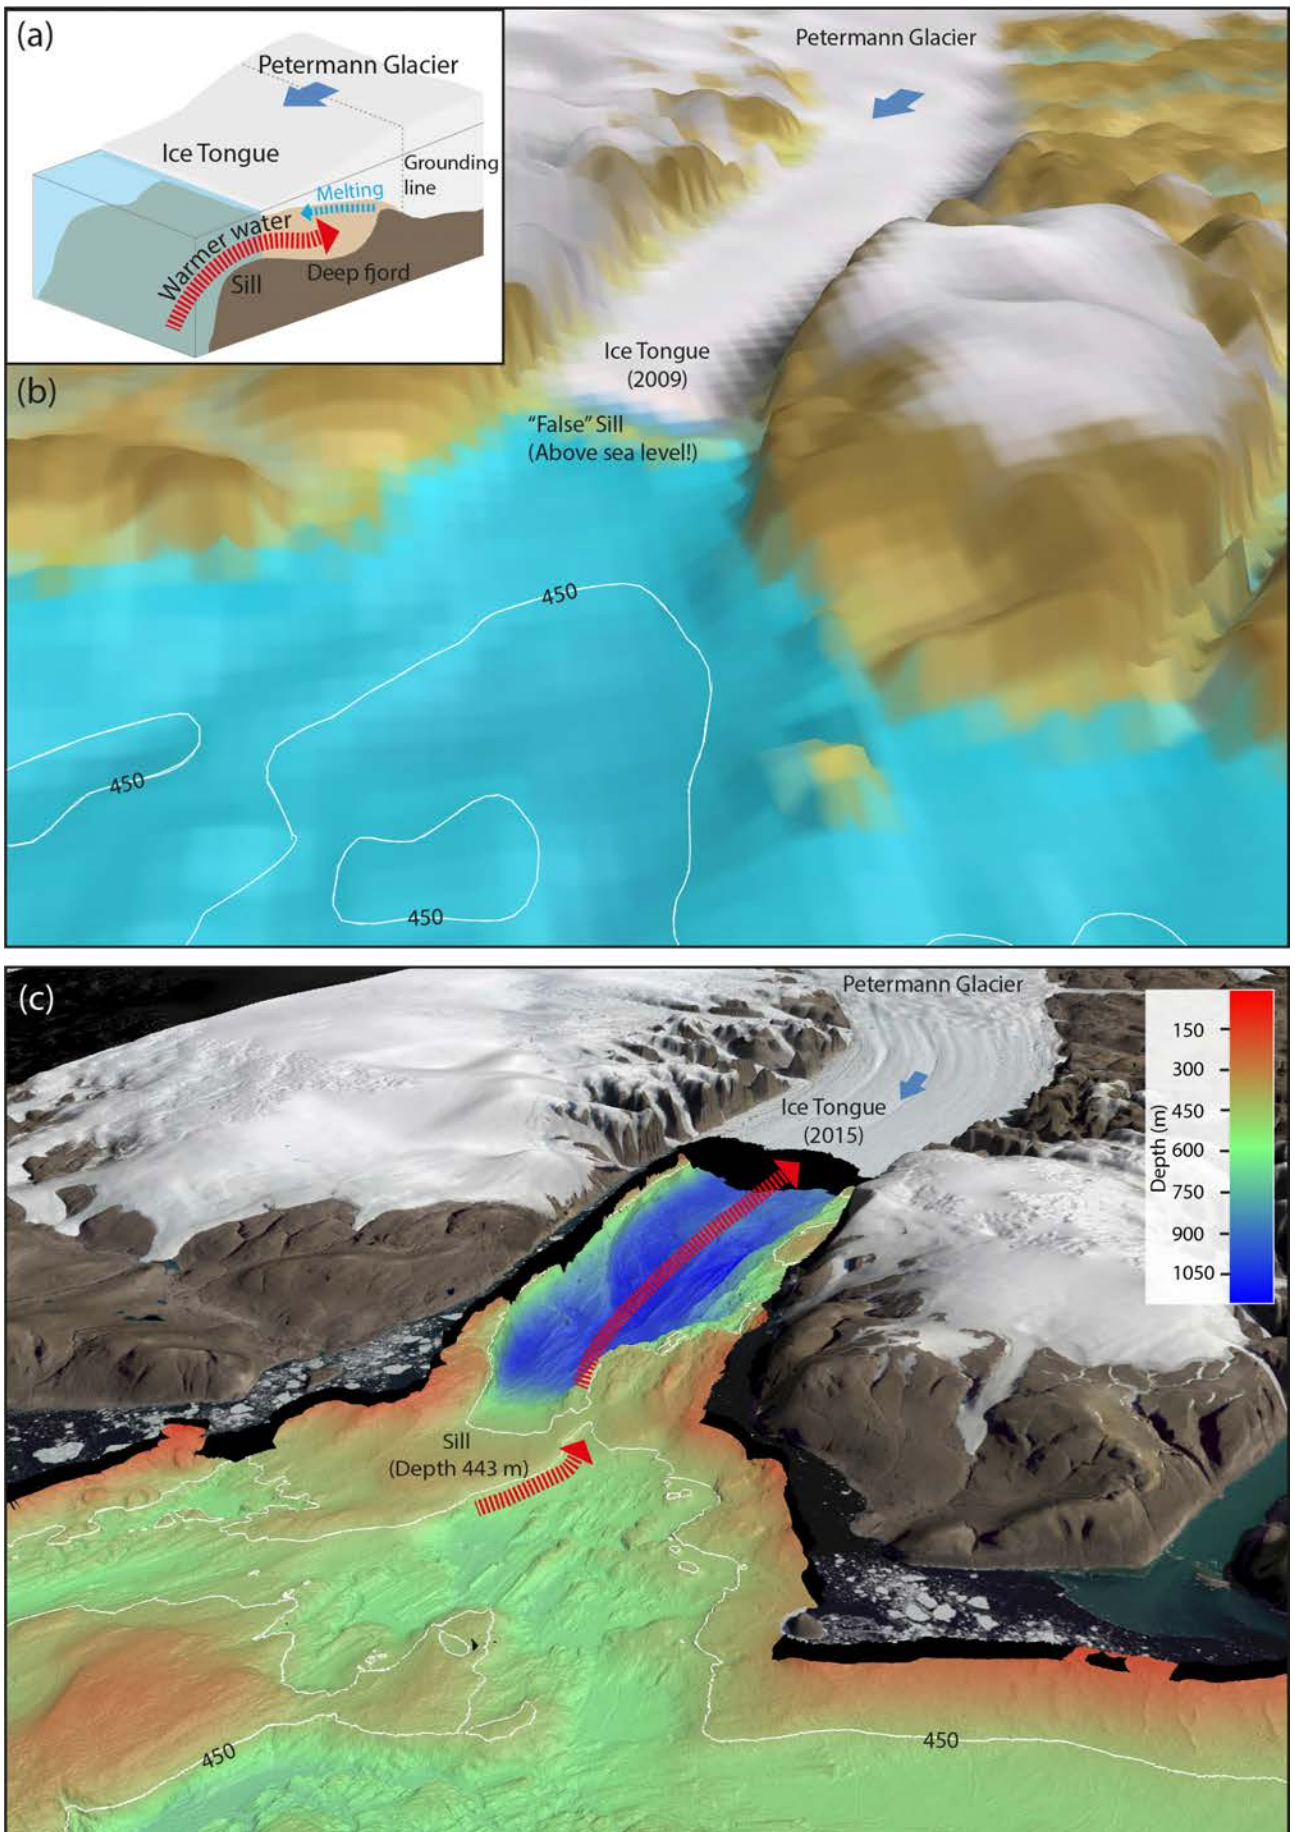 (a)
Petermann Glacier
Ice Tongue
Grounding
line
Melting
Warmer water
Sill
Deep fjord
(b)
Petermann Glacier
Ice Tongue
(2009)
"False" Sill
(Above sea level!)
450
450
450
(c)
Petermann Glacier
Ice Tongue
(2015)
Depth (m)
150
300
450
600
750
900
1050
Sill
(Depth 443 m)
450
450